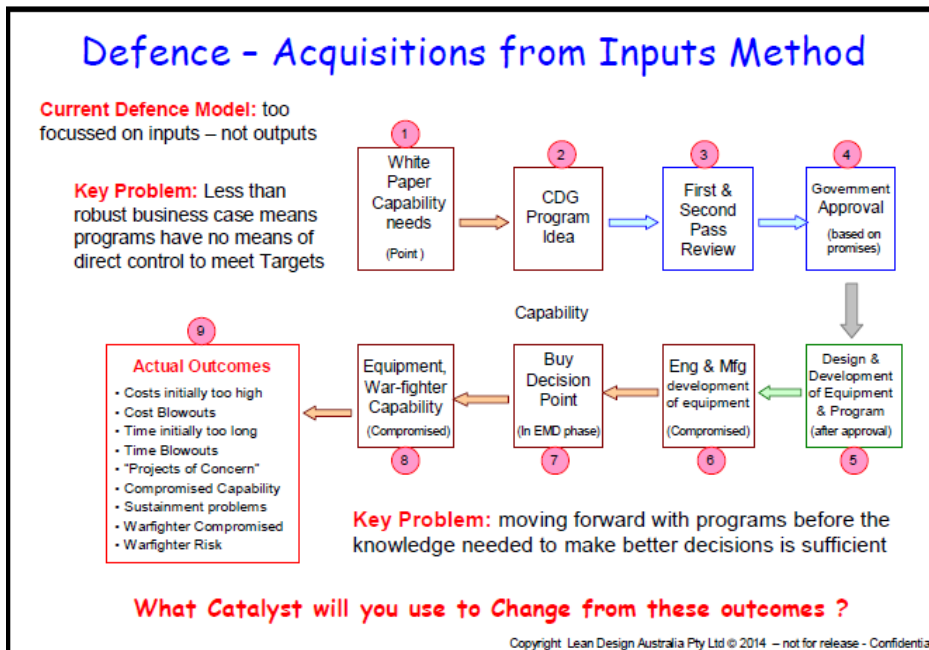 Defence – Acquisitions from Inputs Method
Current Defence Model: too
focussed on inputs – not outputs
Key Problem: Less than
robust business case means
programs have no means of
direct control to meet Targets
1
White
Paper
Capability
needs
(Point )
2
CDG
Program
Idea
3
First &
Second
Pass
Review
4
Government
Approval
(based on
promises)
Capability
5
Design &
Development
of Equipment
& Program
(after approval)
6
Eng & Mfg
development
of equipment
(Compromised)
7
Buy
Decision
Point
(In EMD phase)
8
Equipment,
War-fighter
Capability
(Compromised)
9
Actual Outcomes
• Costs initially too high
• Cost Blowouts
• Time initially too long
• Time Blowouts
• "Projects of Concern"
• Compromised Capability
• Sustainment problems
• Warfighter Compromised
• Warfighter Risk
Key Problem: moving forward with programs before the
knowledge needed to make better decisions is sufficient
What Catalyst will you use to Change from these outcomes ?
Copyright Lean Design Australia Pty Ltd © 2014 – not for release - Confidentia